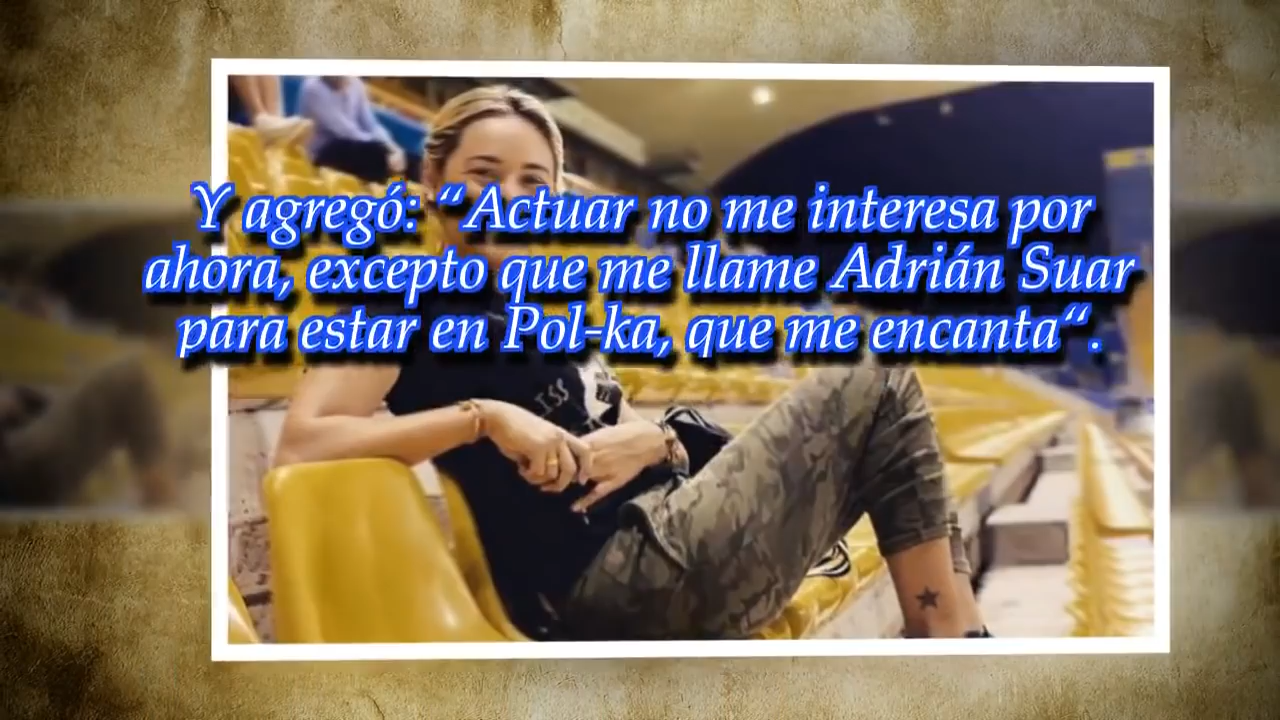 Y agregó: “Actuar no me interesa por
ahora, excepto que me llame Adrián Suar
para estar en Pol-ka, que me encanta“.
ISS